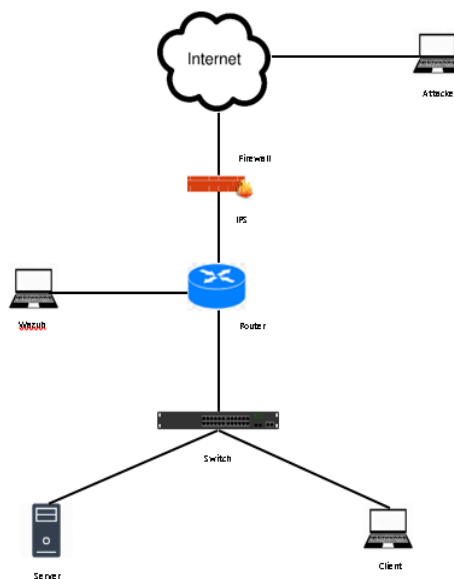 Internet
Attacker
Firewall
IPS
Wazuh
Router
Switch
Server
Client